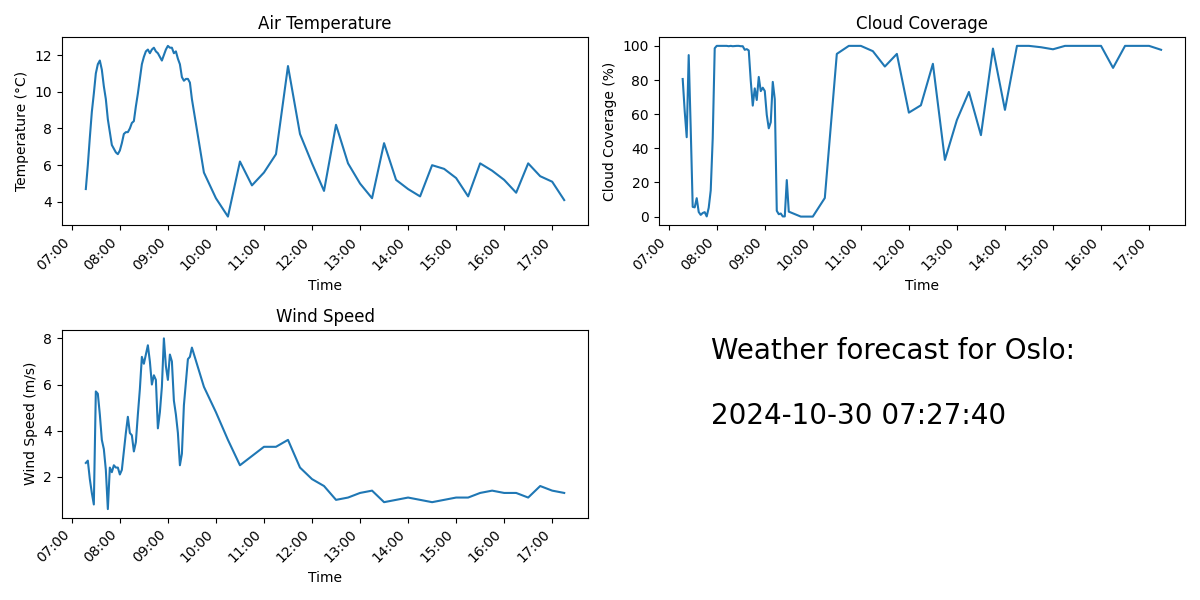 Air Temperature
Temperature (°C)
12
10
8
6
4
07:00 08:00 09:00 10:00 11:00 12:00 13:00 14:00 15:00 16:00 17:00
Time
Cloud Coverage
Cloud Coverage (%)
100
80
60
40
20
0
07:00 08:00 09:00 10:00 11:00 12:00 13:00 14:00 15:00 16:00 17:00
Time
Wind Speed
Wind Speed (m/s)
8
6
4
2
07:00 08:00 09:00 10:00 11:00 12:00 13:00 14:00 15:00 16:00 17:00
Time
Weather forecast for Oslo:
2024-10-30 07:27:40